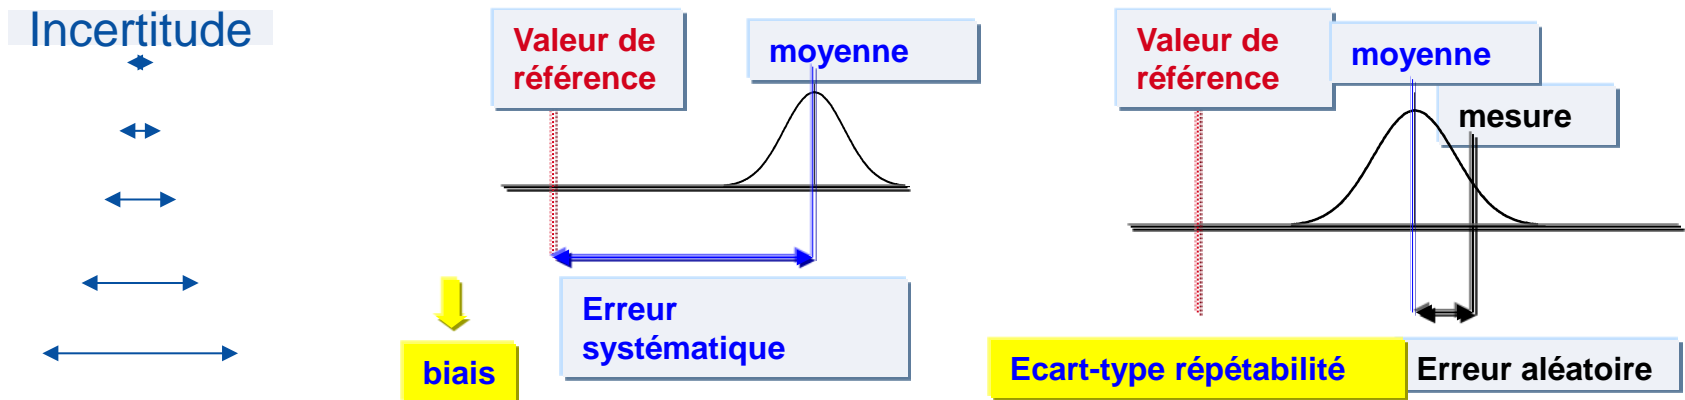 Incertitude
Valeur de
référence
moyenne
Erreur
systématique
biais
Valeur de
référence
moyenne
mesure
Ecart-type répétabilité
Erreur aléatoire